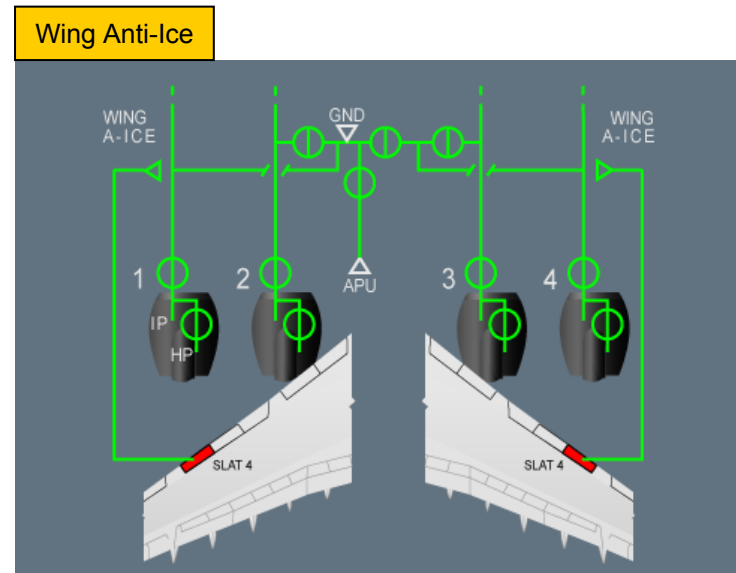 Wing Anti-Ice
WING
A-ICE
GND
WING
A-ICE
1
2
APU
3
4
IP
HP
SLAT 4
SLAT 4